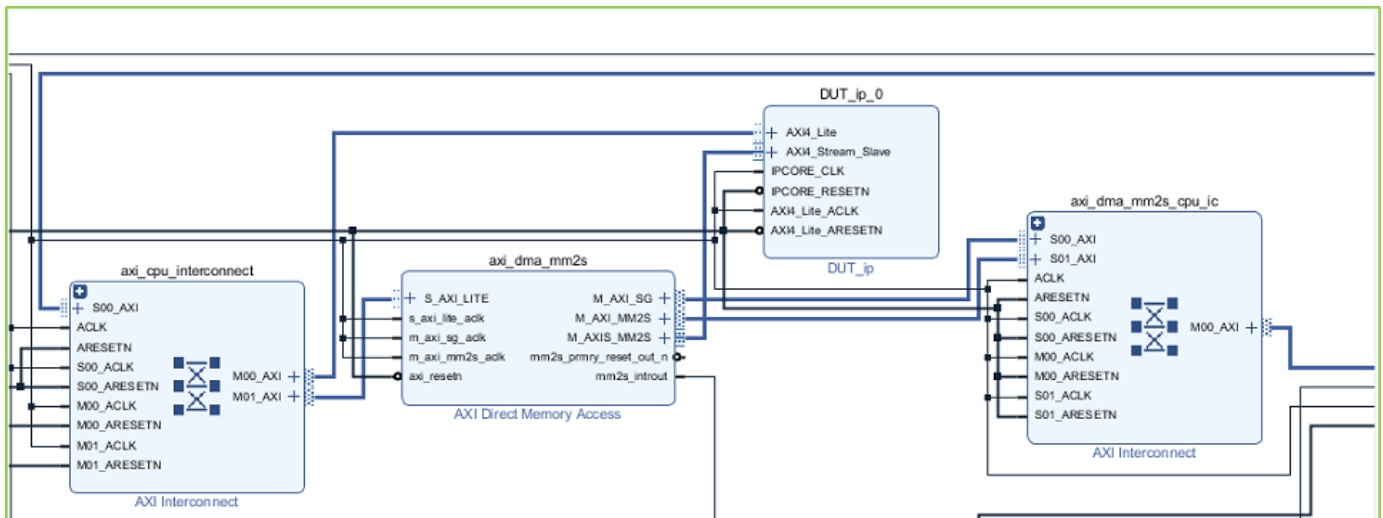 DUT_ip_0
AXI4_Lite
AXI4_Stream_Slave
IPCORE_CLK
IPCORE_RESETN
AXI4_Lite_ACLK
AXI4_Lite_ARESETN
DUT_ip
axi_cpu_interconnect
S00_AXI
ACLK
ARESETN
S00_ACLK
S00_ARESETN
M00_ACLK
M00_ARESETN
M01_ACLK
M01_ARESETN
M00_AXI
M01_AXI
AXI Interconnect
axi_dma_mm2s
S_AXI_LITE
s_axi_lite_aclk
m_axi_sg_aclk
m_axi_mm2s_aclk
axi_resetn
M_AXI_SG
M_AXI_MM2S
M_AXIS_MM2S
mm2s_prmry_reset_out_n
mm2s_introut
AXI Direct Memory Access
axi_dma_mm2s_cpu_ic
S00_AXI
S01_AXI
ACLK
ARESETN
S00_ACLK
S00_ARESETN
M00_ACLK
M00_ARESETN
S01_ACLK
S01_ARESETN
M00_AXI
AXI Interconnect